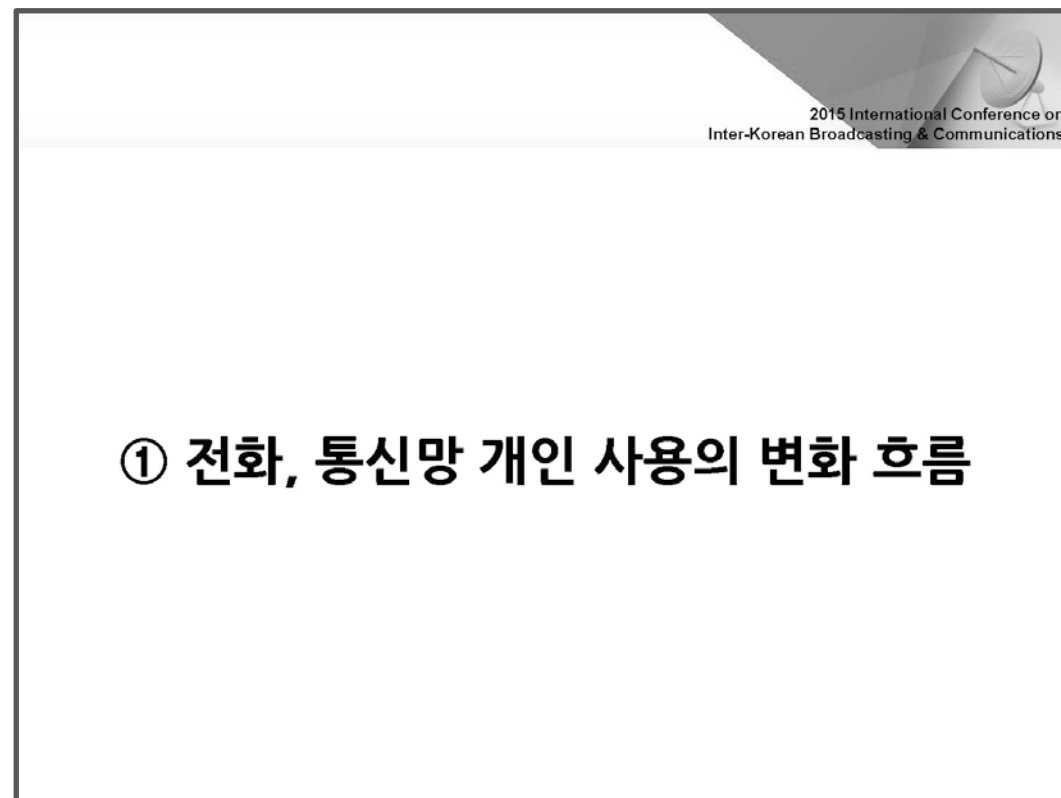 2015 International Conference on
Inter-Korean Broadcasting & Communications
① 전화, 통신망 개인 사용의 변화 흐름